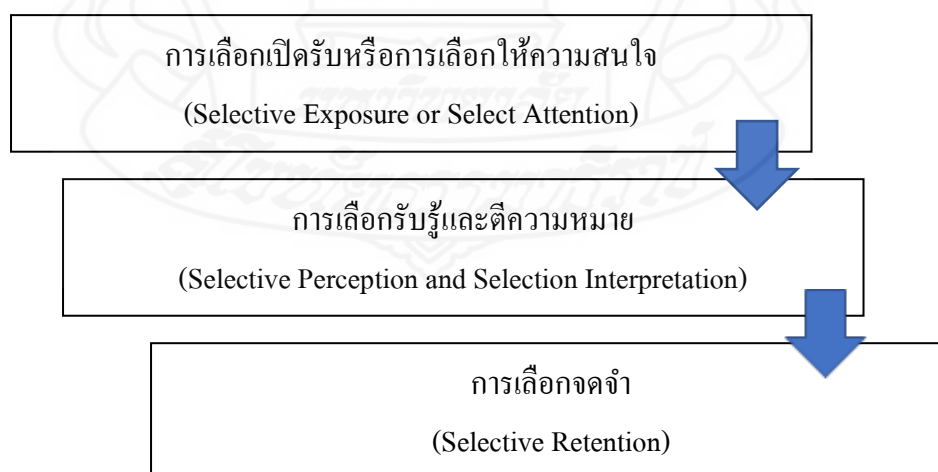 การเลือกเปิดรับหรือการเลือกให้ความสนใจ
(Selective Exposure or Select Attention)
การเลือกรับรู้และตีความหมาย
(Selective Perception and Selection Interpretation)
การเลือกจดจำ
(Selective Retention)